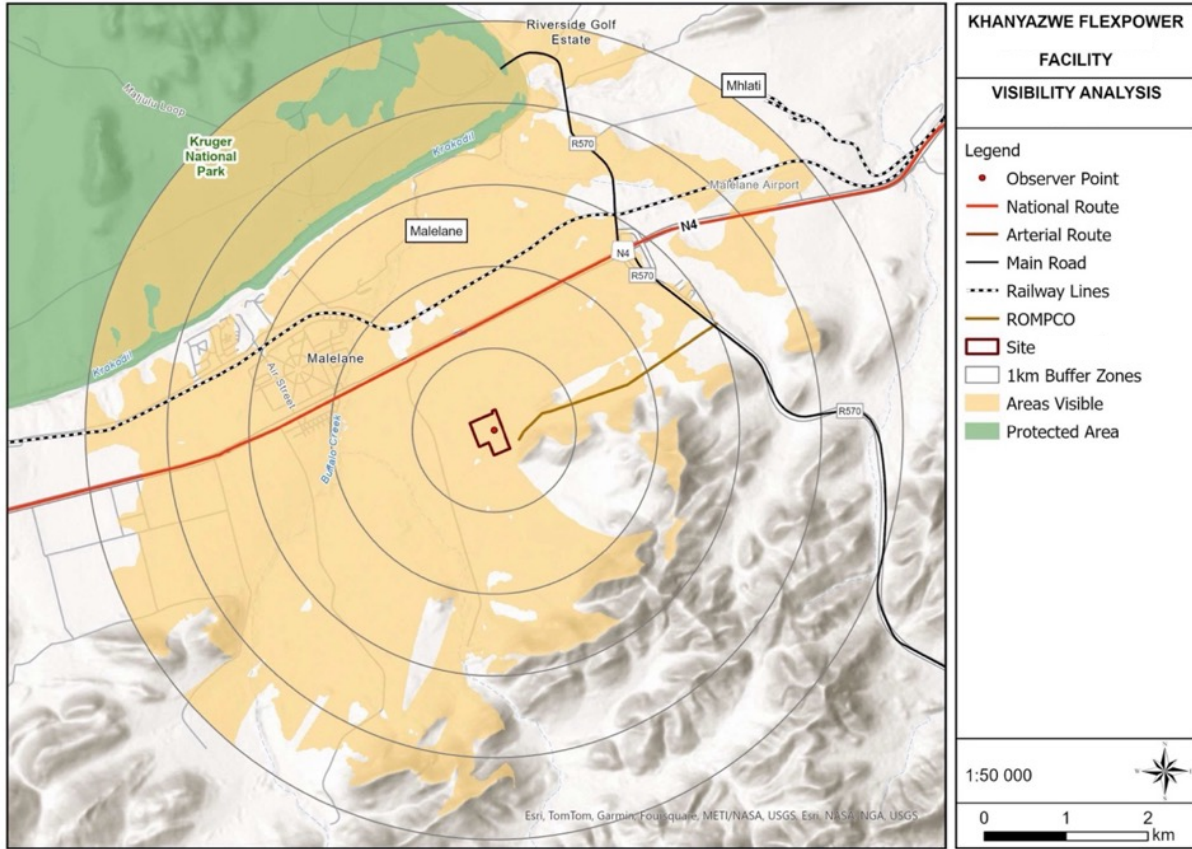 Riverside Golf
Estate
Matjulu Loop
Mhlati
Kruger
National
Park
Krokodil
R570
Malelane Airport
Malelane
N4
N4
R570
Krokodil
Malelane
Air Street
Buffalo Creek
R570
Esri, TomTom, Garmin, Foursquare, METI/NASA, USGS, Esri, NASA, NGA, USGS
KHANYAZWE FLEXPOWER
FACILITY
VISIBILITY ANALYSIS
Legend
Observer Point
National Route
Arterial Route
Main Road
Railway Lines
ROMPCO
Site
1km Buffer Zones
Areas Visible
Protected Area
1:50 000
0 1 2
km